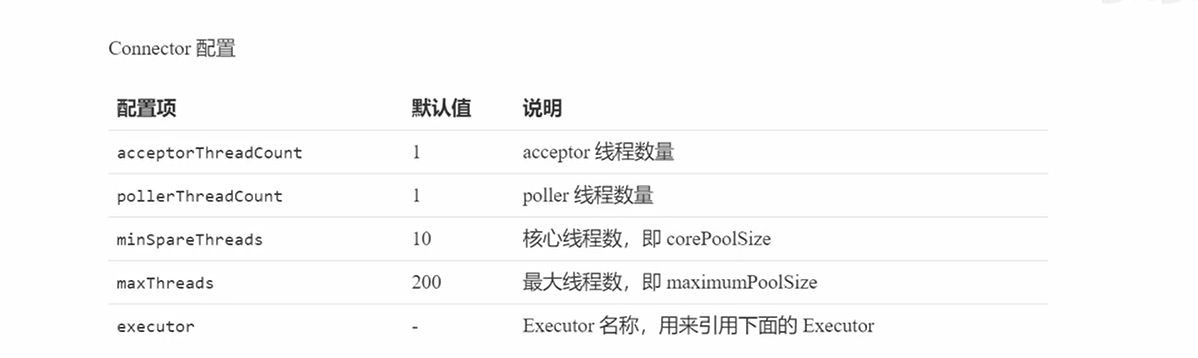 Connector 配置
配置项 默认值 说明
acceptorThreadCount 1 acceptor 线程数量
pollerThreadCount 1 poller 线程数量
minSpareThreads 10 核心线程数，即 corePoolSize
maxThreads 200 最大线程数，即 maximumPoolSize
executor - Executor 名称，用来引用下面的 Executor